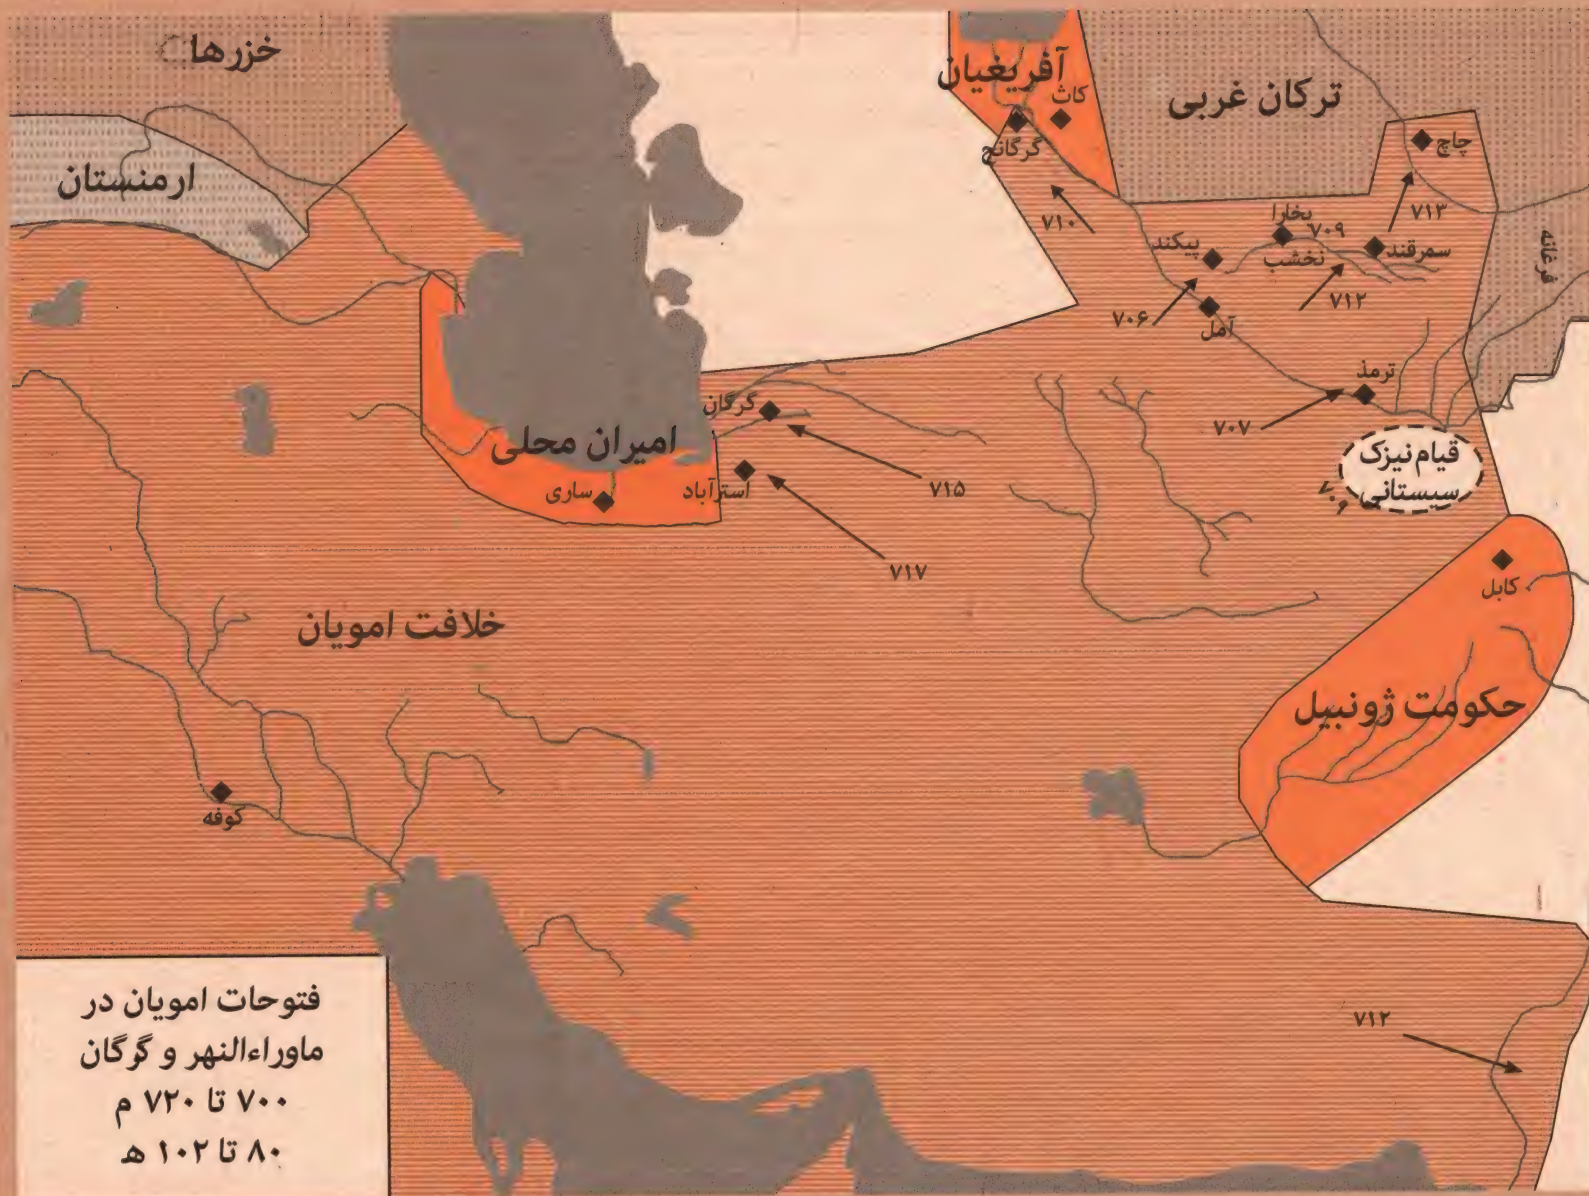 خزرها
ارمنستان
آفریغیان
کاث
گرگانج
ترکان غربی
چاچ
۷۱۳
۷۱۰
بخارا
۷۰۹
سمرقند
نخشب
پیکند
۷۱۲
۷۰۶
آمل
فرغانه
ترمذ
۷۰۷
گرگان
امیران محلی
ساری
استرآباد
۷۱۵
۷۱۷
قیام نیزک
سیستانی
۷۰۹
کابل
حکومت ژونبیل
خلافت امویان
کوفه
۷۱۲
فتوحات امویان در
ماوراءالنهر و گرگان
۷۰۰ تا ۷۲۰ م
۸۰ تا ۱۰۲ ه